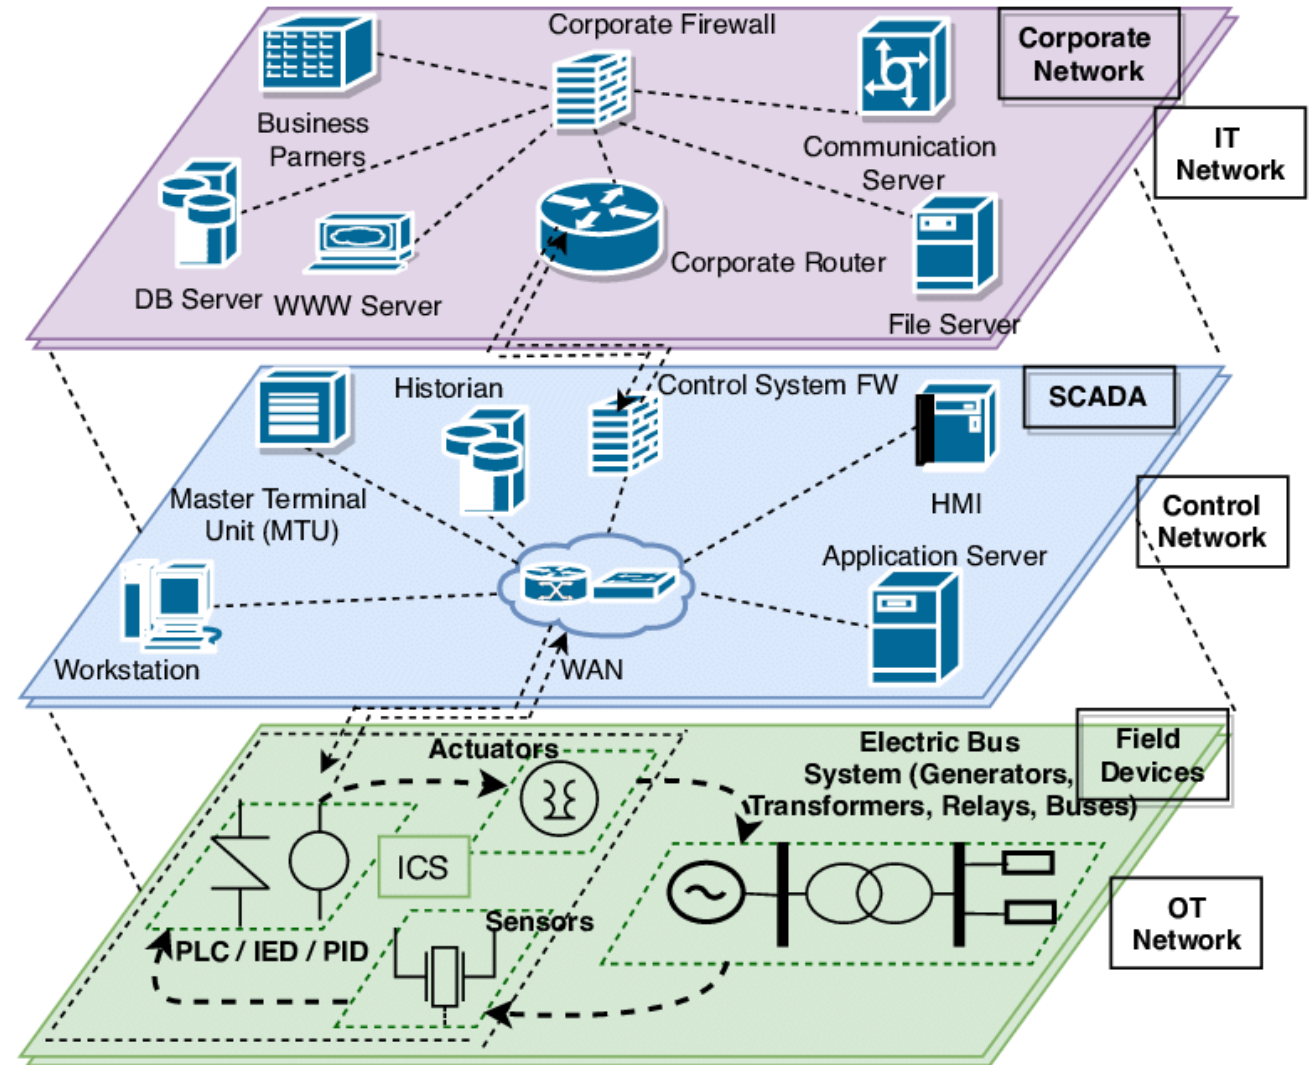 Corporate Firewall
Corporate
Network
Business
Parners
Communication
Server
IT
Network
DB Server
WWW Server
Corporate Router
File Server
Historian
Control System FW
SCADA
Master Terminal
Unit (MTU)
HMI
Control
Network
Application Server
Workstation
WAN
Actuators
Electric Bus
System (Generators,
Transformers, Relays, Buses)
Field
Devices
ICS
Sensors
PLC / IED / PID
OT
Network